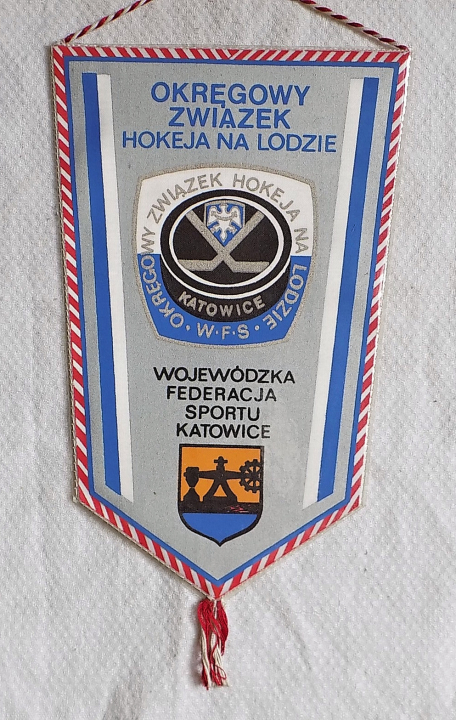 OKRĘGOWY
ZWIĄZEK
HOKEJA NA LODZIE
OKRĘGOWY ZWIĄZEK HOKEJA NA LODZIE
KATOWICE
· W·F·S ·
WOJEWÓDZKA
FEDERACJA
SPORTU
KATOWICE